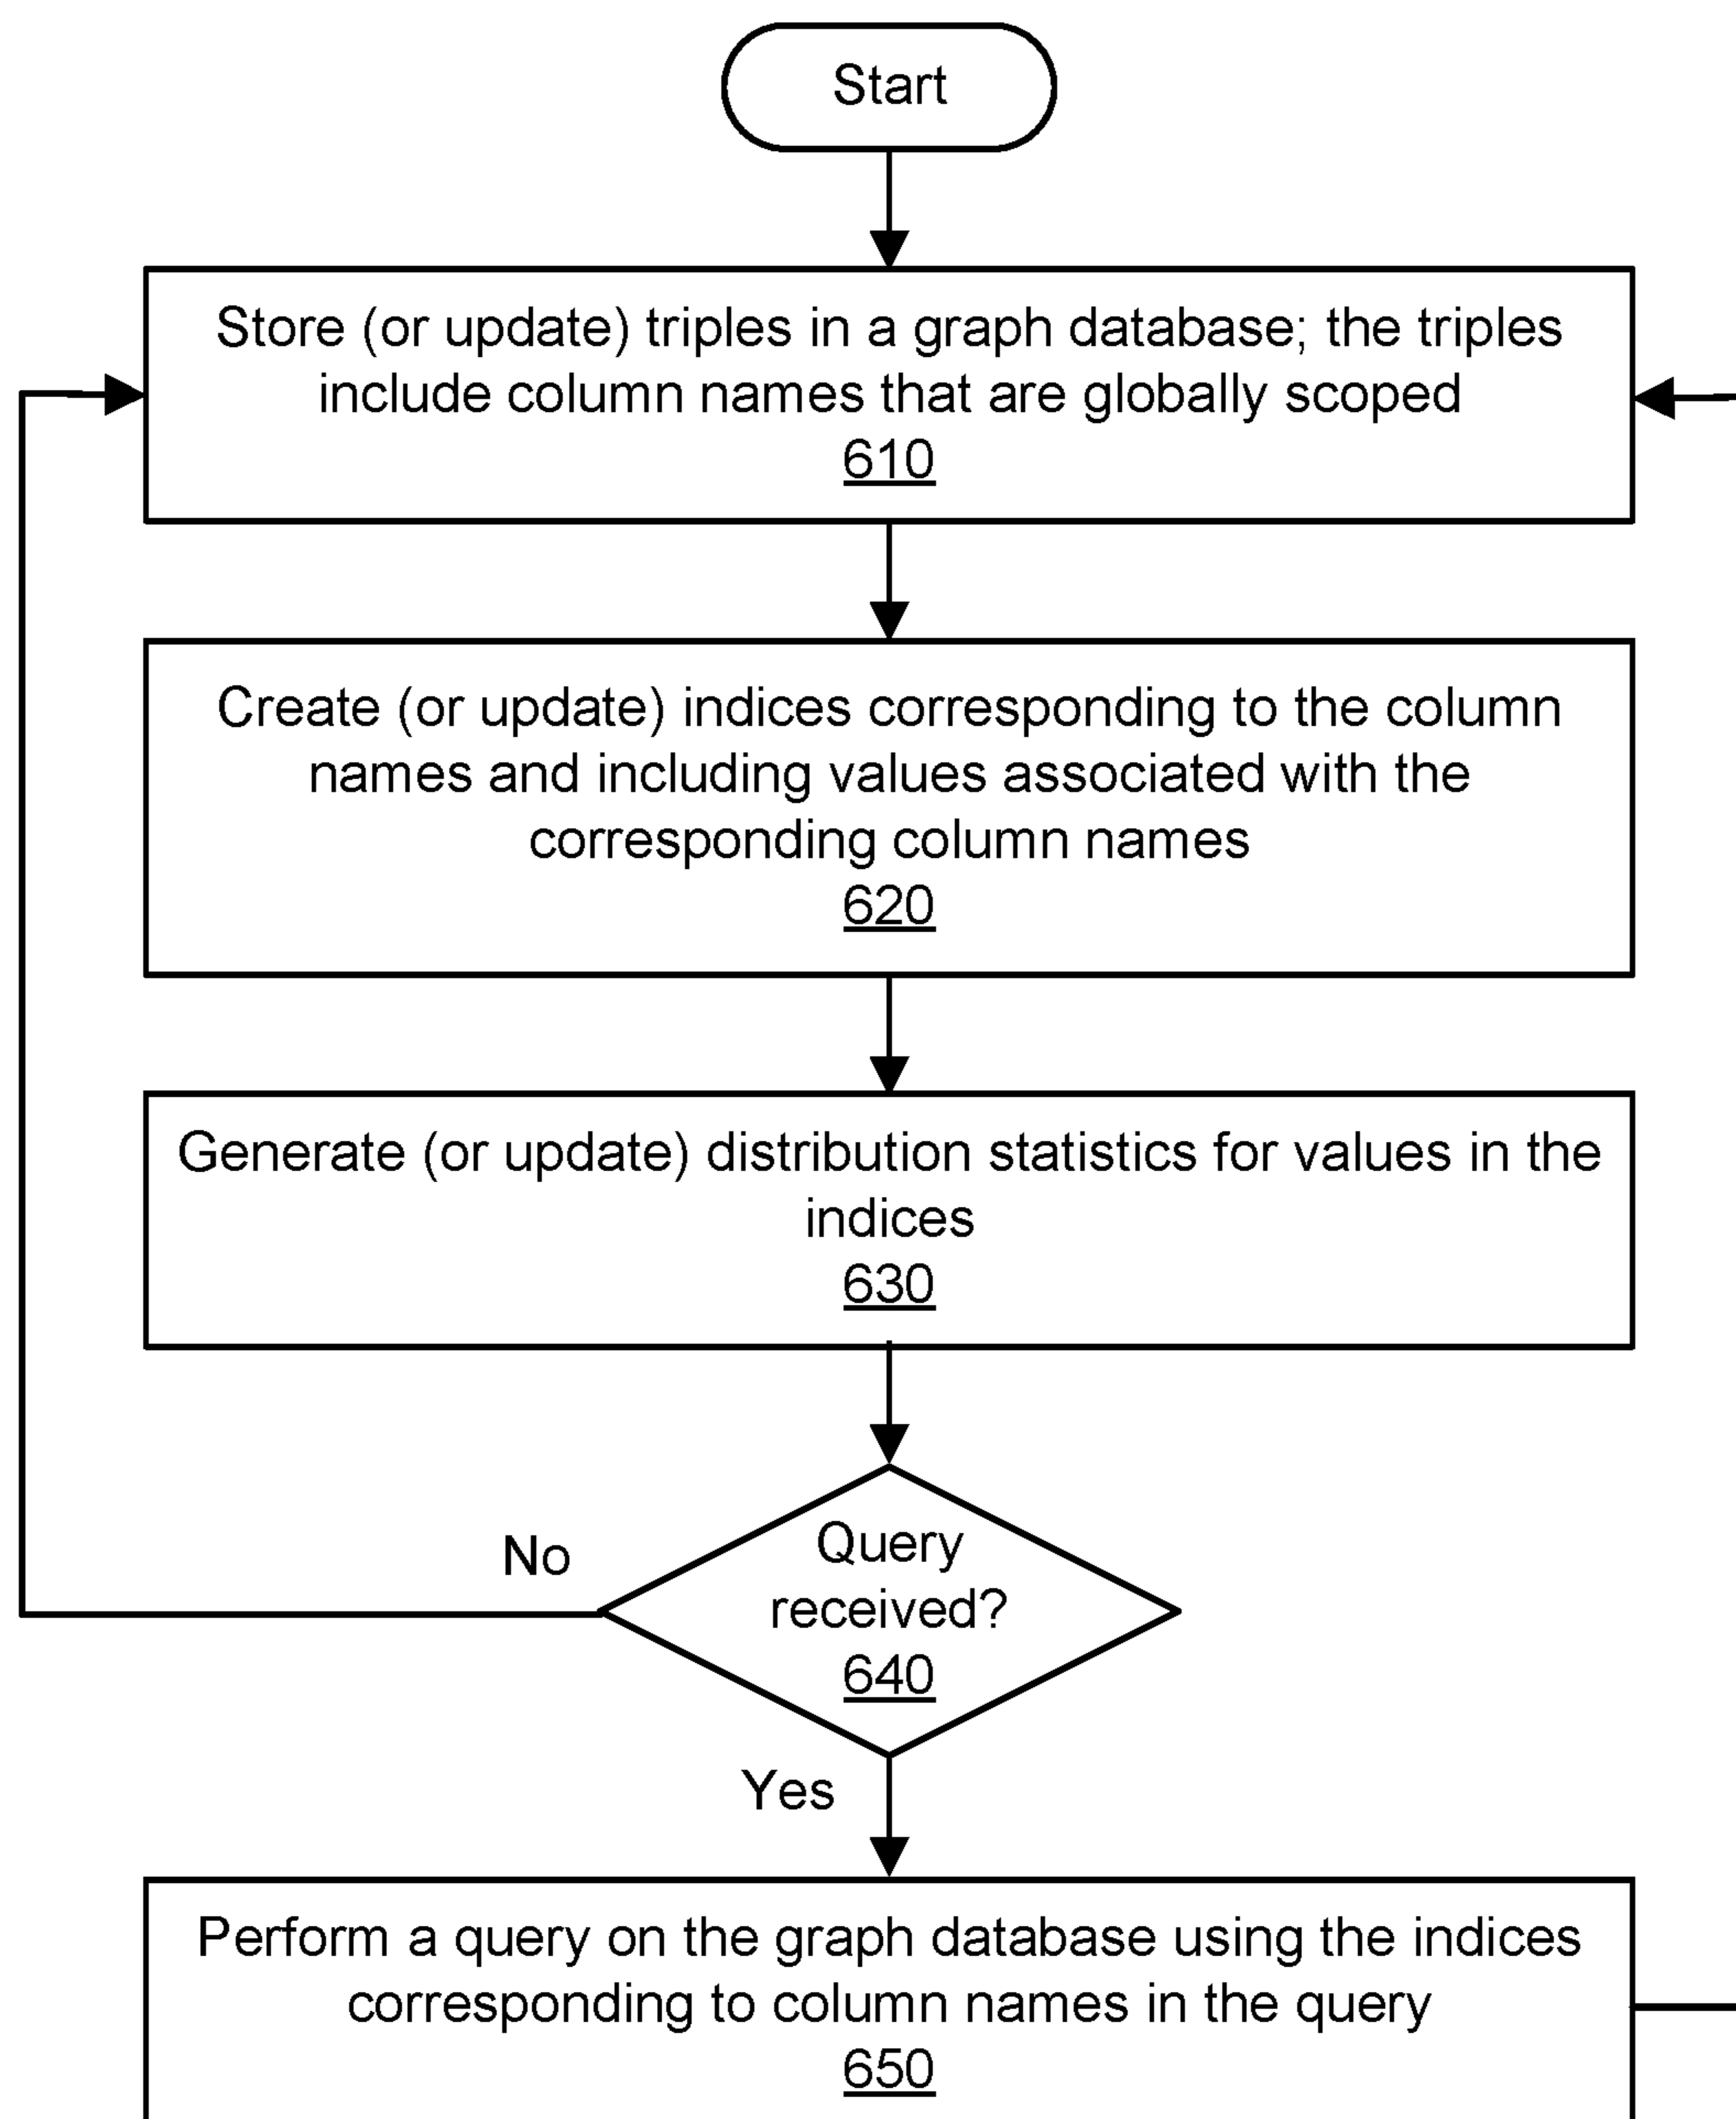 Start
Store (or update) triples in a graph database; the triples
include column names that are globally scoped
610
Create (or update) indices corresponding to the column
names and including values associated with the
corresponding column names
620
Generate (or update) distribution statistics for values in the
indices
630
Query
received?
640
No
Yes
Perform a query on the graph database using the indices
corresponding to column names in the query
650